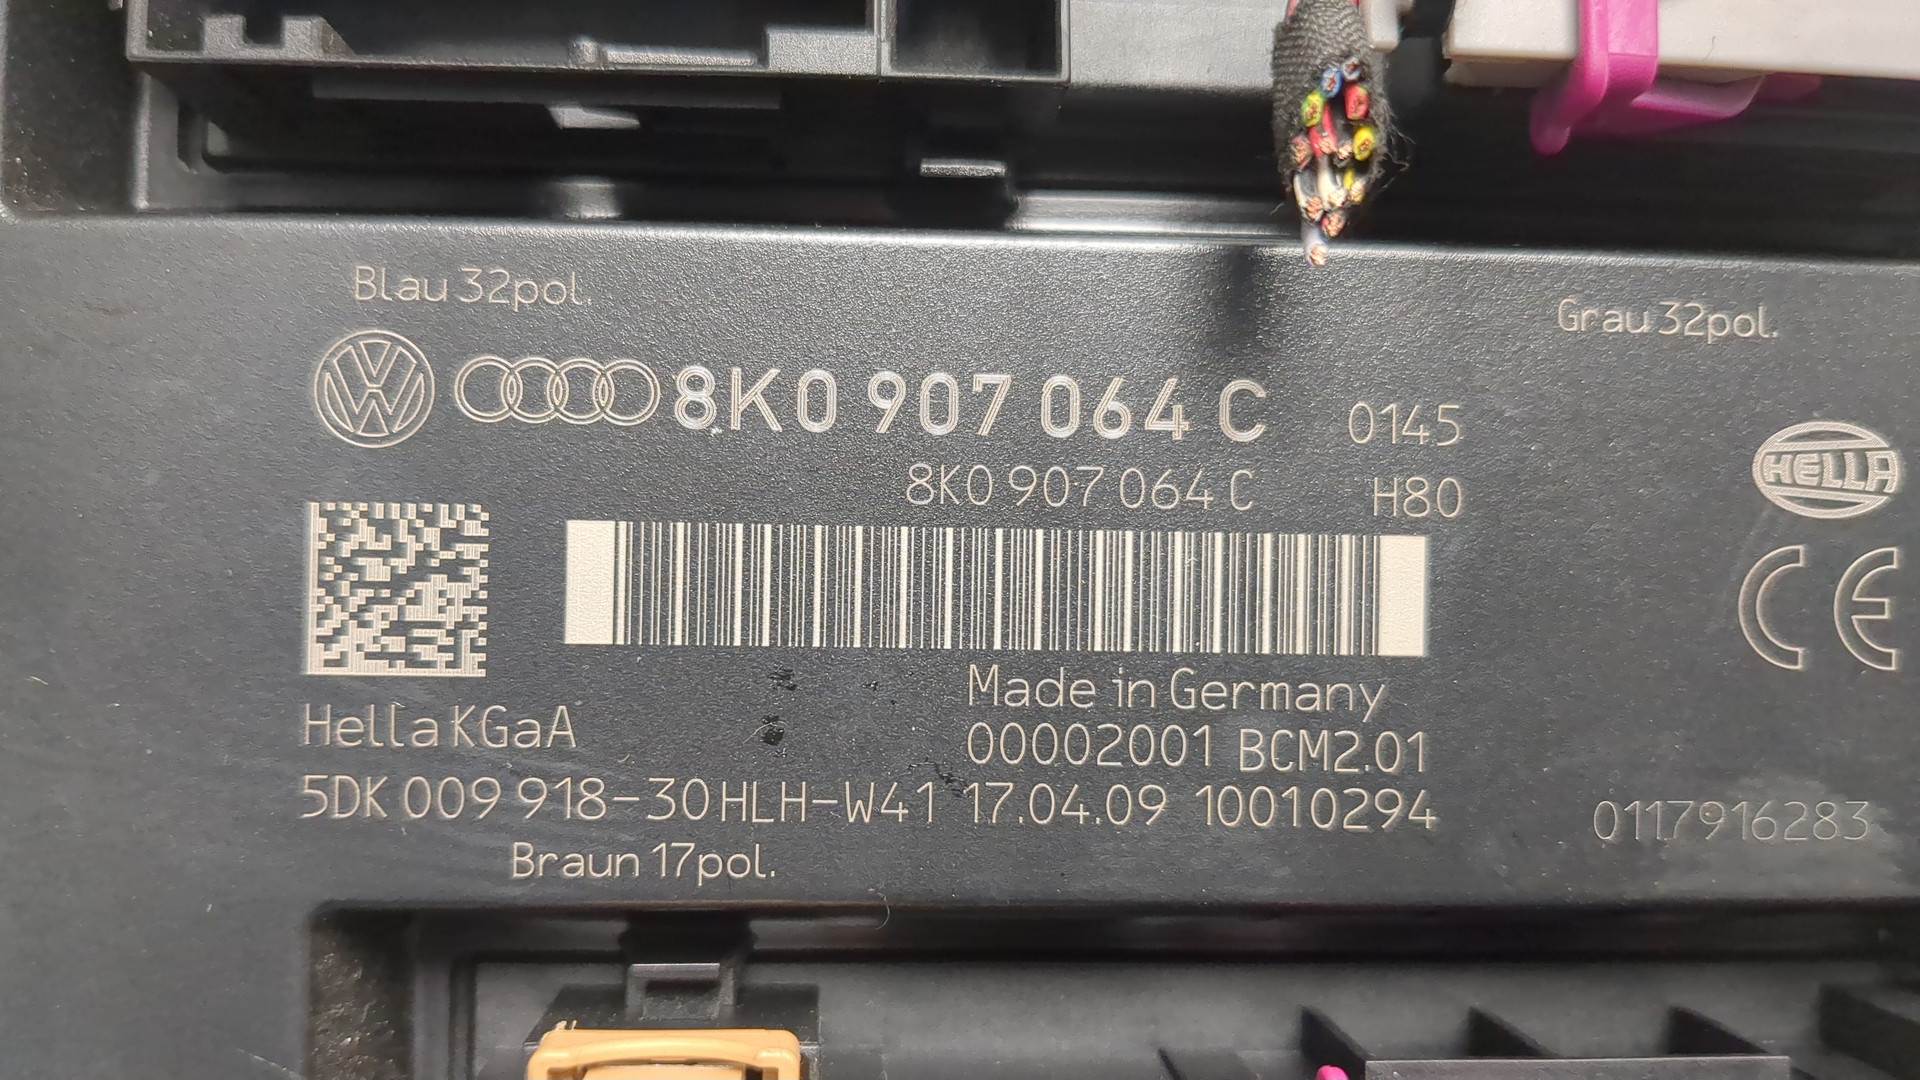 Blau 32pol.
Grau 32pol.
8K0 907 064 C 0145
8K0 907 064 C H80
HELLA
CE
Made in Germany
Hella KGaA
00002001 BCM2.01
5DK 009 918-30 HLH-W41 17.04.09 10010294
0117916283
Braun 17pol.